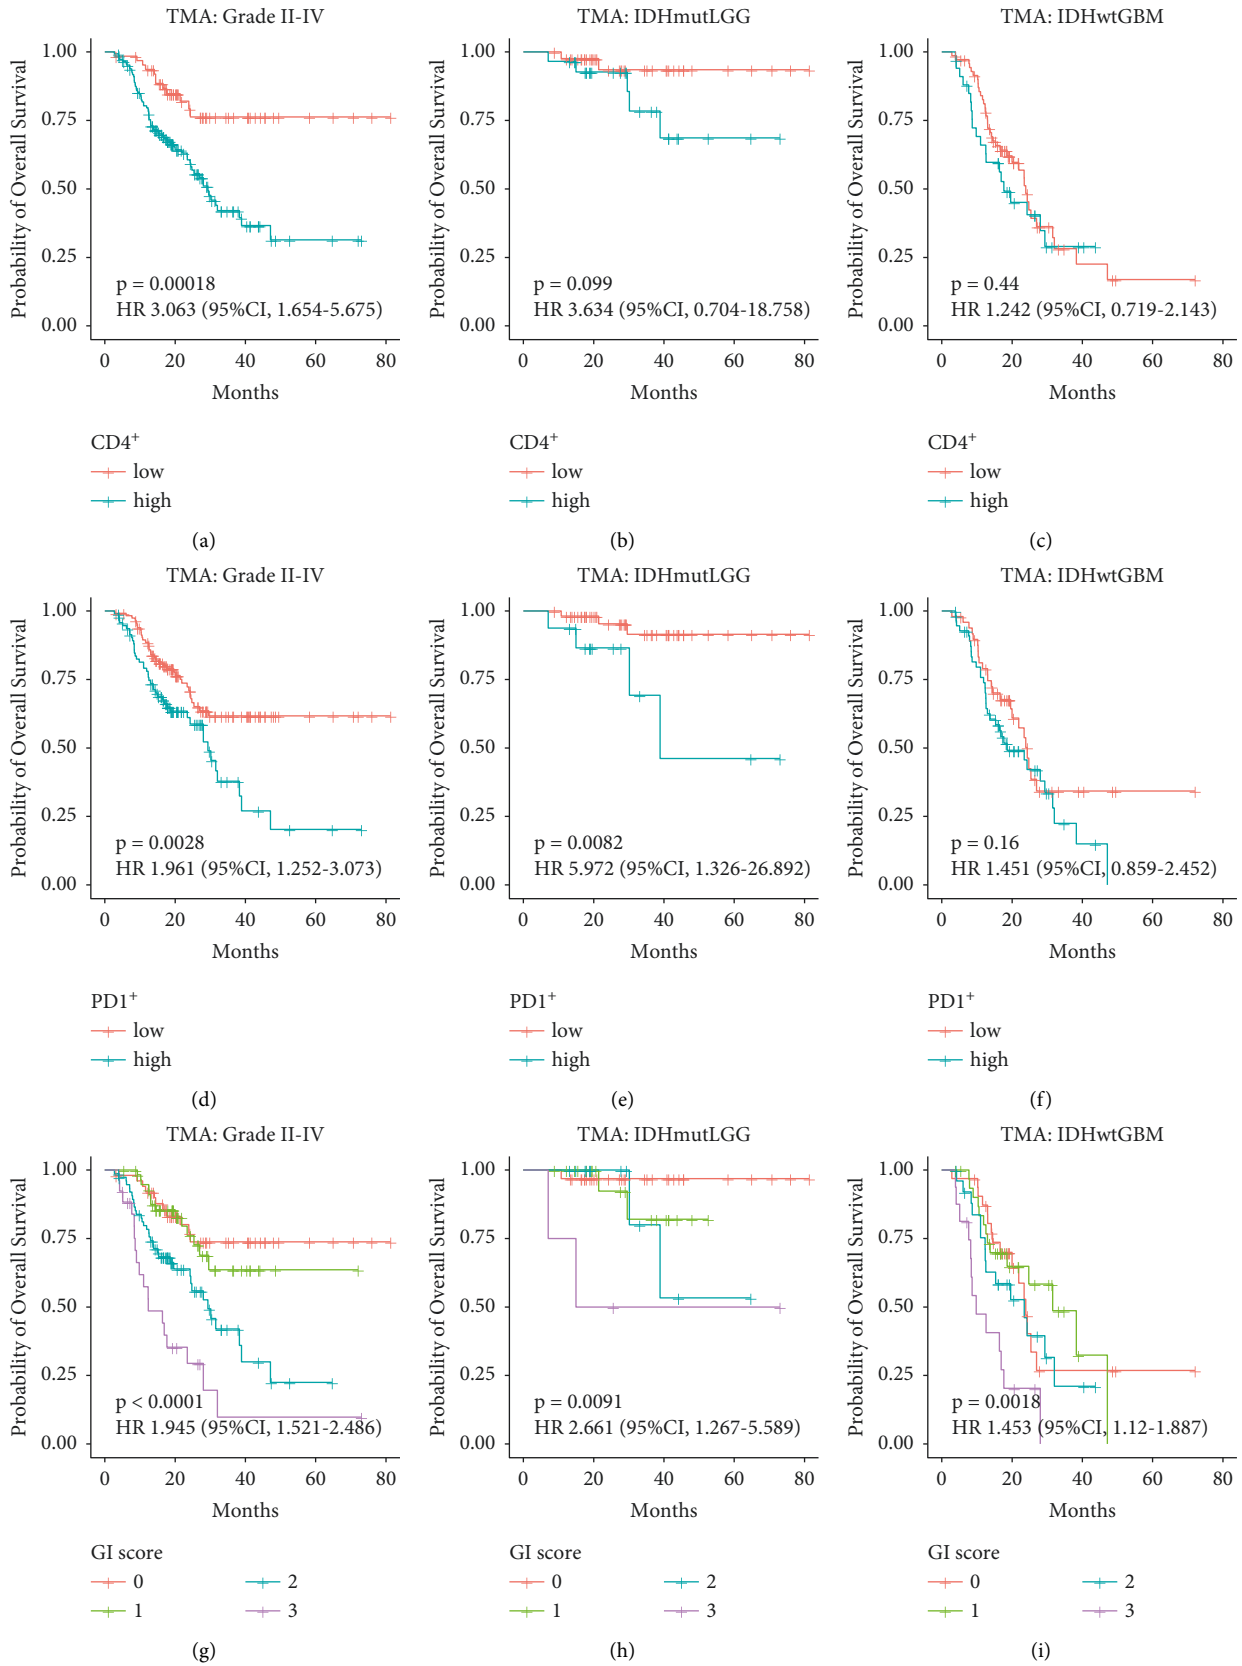 TMA: Grade II-IV
Probability of Overall Survival
1.00
0.75
0.50
0.25
0.00
p = 0.00018
HR 3.063 (95%CI, 1.654-5.675)
0 20 40 60 80
Months
CD4+
low
high
(a)
TMA: IDHmutLGG
Probability of Overall Survival
1.00
0.75
0.50
0.25
0.00
p = 0.099
HR 3.634 (95%CI, 0.704-18.758)
0 20 40 60 80
Months
CD4+
low
high
(b)
TMA: IDHwtGBM
Probability of Overall Survival
1.00
0.75
0.50
0.25
0.00
p = 0.44
HR 1.242 (95%CI, 0.719-2.143)
0 20 40 60 80
Months
CD4+
low
high
(c)
TMA: Grade II-IV
Probability of Overall Survival
1.00
0.75
0.50
0.25
0.00
p = 0.0028
HR 1.961 (95%CI, 1.252-3.073)
0 20 40 60 80
Months
PD1+
low
high
(d)
TMA: IDHmutLGG
Probability of Overall Survival
1.00
0.75
0.50
0.25
0.00
p = 0.0082
HR 5.972 (95%CI, 1.326-26.892)
0 20 40 60 80
Months
PD1+
low
high
(e)
TMA: IDHwtGBM
Probability of Overall Survival
1.00
0.75
0.50
0.25
0.00
p = 0.16
HR 1.451 (95%CI, 0.859-2.452)
0 20 40 60 80
Months
PD1+
low
high
(f)
TMA: Grade II-IV
Probability of Overall Survival
1.00
0.75
0.50
0.25
0.00
p < 0.0001
HR 1.945 (95%CI, 1.521-2.486)
0 20 40 60 80
Months
GI score
0 2
1 3
(g)
TMA: IDHmutLGG
Probability of Overall Survival
1.00
0.75
0.50
0.25
0.00
p = 0.0091
HR 2.661 (95%CI, 1.267-5.589)
0 20 40 60 80
Months
GI score
0 2
1 3
(h)
TMA: IDHwtGBM
Probability of Overall Survival
1.00
0.75
0.50
0.25
0.00
p = 0.0018
HR 1.453 (95%CI, 1.12-1.887)
0 20 40 60 80
Months
GI score
0 2
1 3
(i)